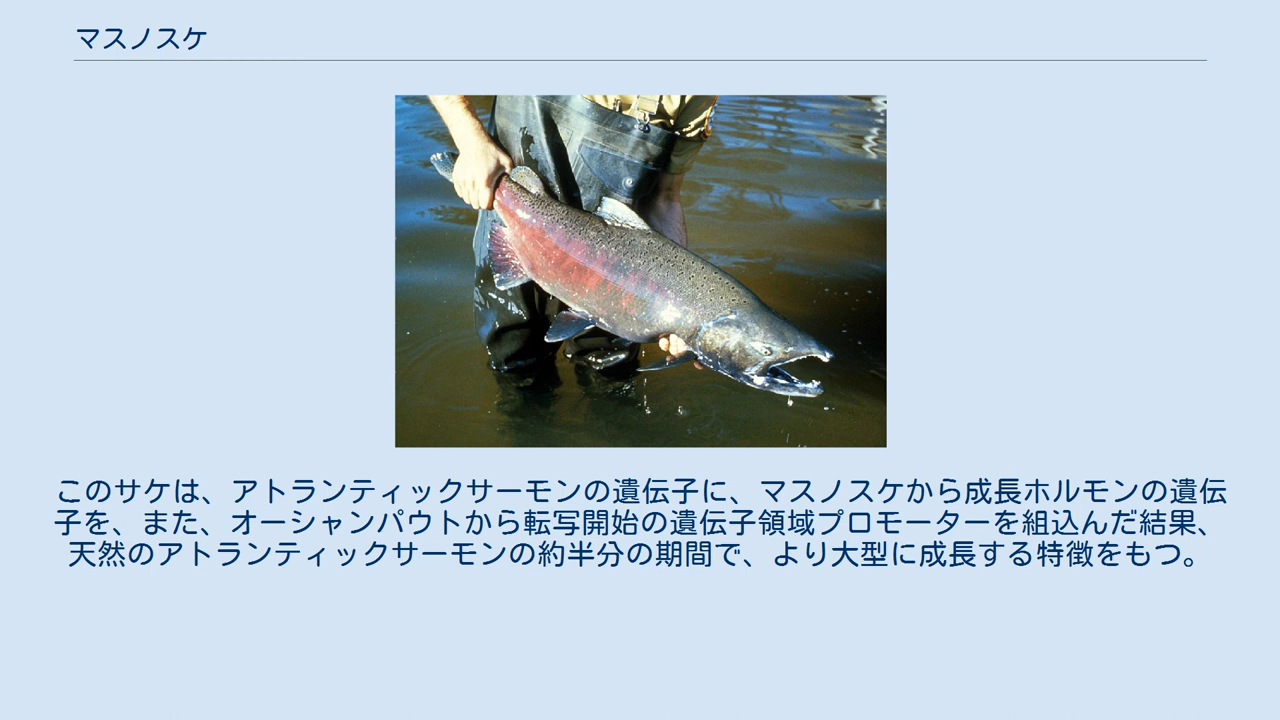 マスノスケ
このサケは、アトランティックサーモンの遺伝子に、マスノスケから成長ホルモンの遺伝
子を、また、オーシャンパウトから転写開始の遺伝子領域プロモーターを組込んだ結果、
天然のアトランティックサーモンの約半分の期間で、より大型に成長する特徴をもつ。